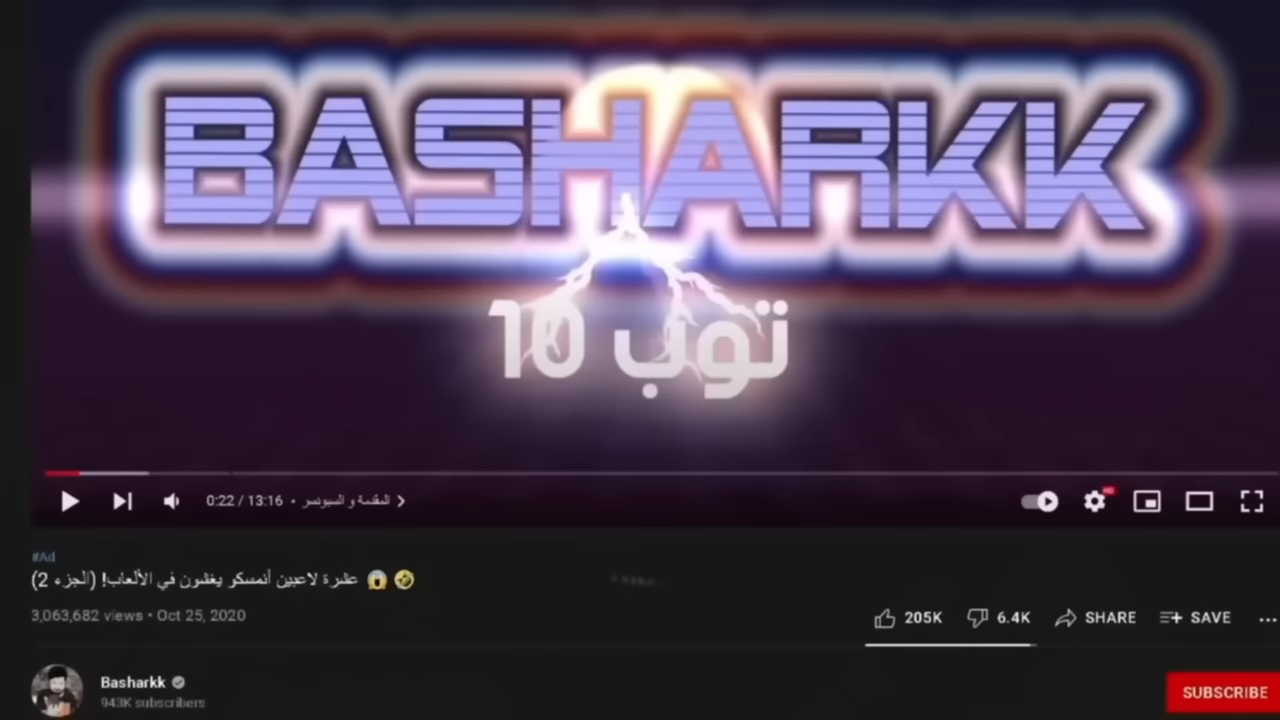 BASHARKK
توب 10
0:22 / 13:16 • المقدمة و السبونسر
HD
#Ad
عشرة لاعبين أنمسكو يغشون في الألعاب! (الجزء 2)
3,063,682 views • Oct 25, 2020
205K 6.4K SHARE SAVE
Basharkk
943K subscribers
SUBSCRIBE